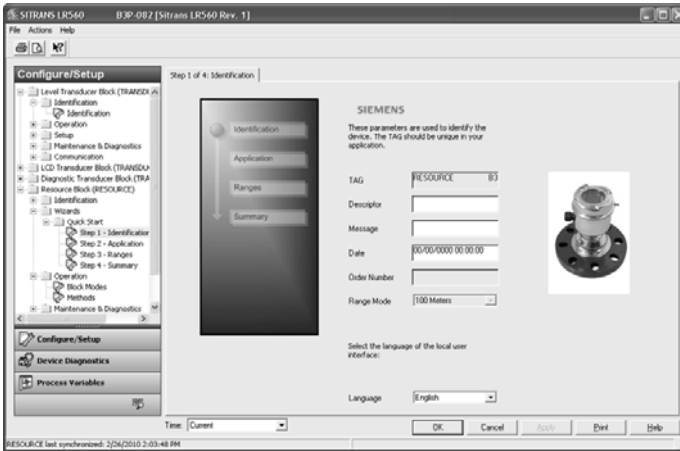 SITRANS LR560 B3P-082 [Sitrans LR560 Rev. 1]
File Actions Help
Configure/Setup
Level Transducer Block (TRANSDU
Identification
Identification
Operation
Setup
Maintenance & Diagnostics
Communication
LCD Transducer Block (TRANSDU
Diagnostic Transducer Block (TRA
Resource Block (RESOURCE)
Identification
Wizards
Quick Start
Step 1 - Identification
Step 2 - Application
Step 3 - Ranges
Step 4 - Summary
Operation
Block Modes
Methods
Maintenance & Diagnostics
Configure/Setup
Device Diagnostics
Process Variables
Step 1 of 4: Identification
Identification
Application
Ranges
Summary
SIEMENS
These parameters are used to identify the
device. The TAG should be unique in your
application.
TAG RESOURCE B3
Descriptor
Message
Date 00/00/0000 00:00:00
Order Number
Range Mode 100 Meters
Select the language of the local user
interface:
Language English
Time: Current
OK Cancel Apply Print Help
RESOURCE last synchronized: 2/26/2010 2:03:48 PM